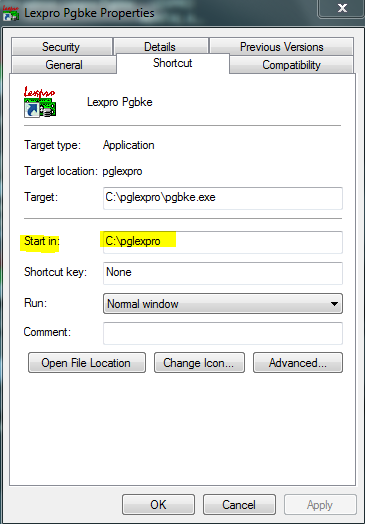 Lexpro Pgbke Properties
X
Security Details Previous Versions
General Shortcut Compatibility
Lexpro
Lexpro Pgbke
Target type: Application
Target location: pglexpro
Target: C:\pglexpro\pgbke.exe
Start in: C:\pglexpro
Shortcut key: None
Run: Normal window
Comment:
Open File Location Change Icon... Advanced...
OK Cancel Apply